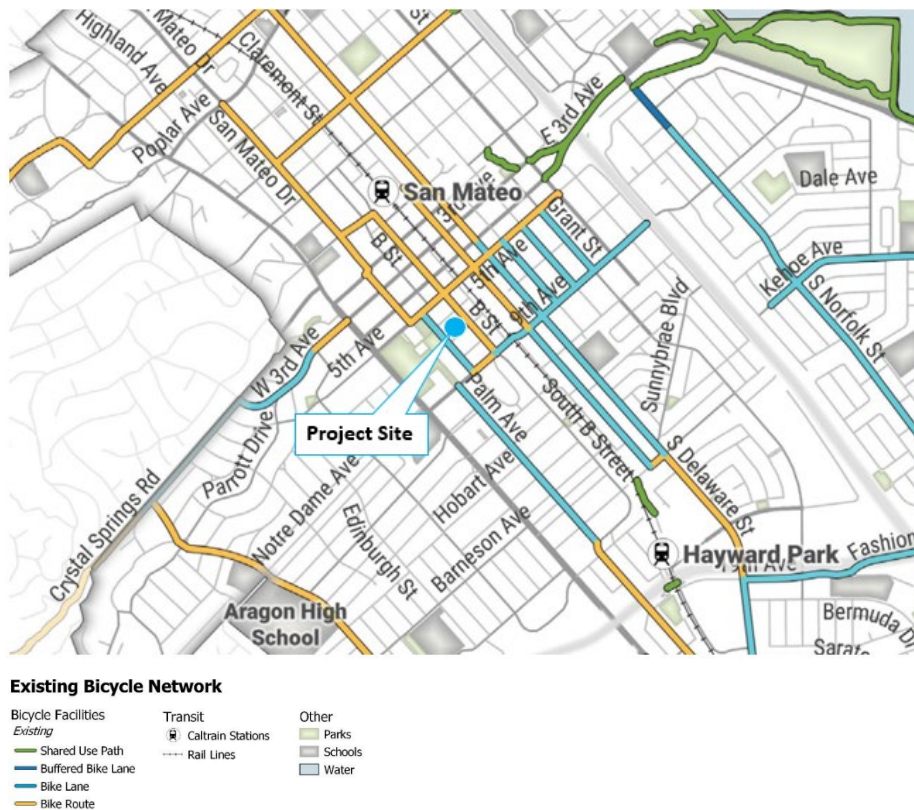 St
Mateo Dr
Highland Ave
Claremont St
Poplar Ave
San Mateo Dr
E 3rd Ave
San Mateo
Dale Ave
B St
Grant St
5th Ave
9th Ave
B St
Kehoe Ave
S Norfolk St
Sunnybrae Blvd
W 3rd Ave
5th Ave
Project Site
Palm Ave
South B Street
Parrott Drive
Hobart Ave
S Delaware St
Crystal Springs Rd
Notre Dame Ave
Edinburgh St
Barneson Ave
Hayward Park
Fashion
Aragon High
School
Bermuda Dr
Sarato
Existing Bicycle Network
Bicycle Facilities
Existing
Shared Use Path
Buffered Bike Lane
Bike Lane
Bike Route
Transit
Caltrain Stations
Rail Lines
Other
Parks
Schools
Water